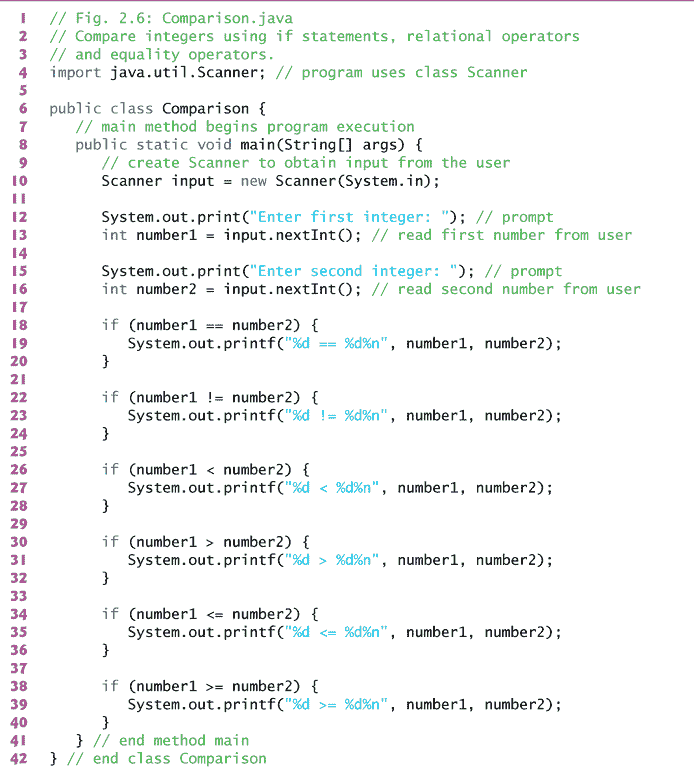 1 // Fig. 2.6: Comparison.java
2 // Compare integers using if statements, relational operators
3 // and equality operators.
4 import java.util.Scanner; // program uses class Scanner
5
6 public class Comparison {
7    // main method begins program execution
8    public static void main(String[] args) {
9       // create Scanner to obtain input from the user
10       Scanner input = new Scanner(System.in);
11
12       System.out.print("Enter first integer: "); // prompt
13       int number1 = input.nextInt(); // read first number from user
14
15       System.out.print("Enter second integer: "); // prompt
16       int number2 = input.nextInt(); // read second number from user
17
18       if (number1 == number2) {
19          System.out.printf("%d == %d%n", number1, number2);
20       }
21
22       if (number1 != number2) {
23          System.out.printf("%d != %d%n", number1, number2);
24       }
25
26       if (number1 < number2) {
27          System.out.printf("%d < %d%n", number1, number2);
28       }
29
30       if (number1 > number2) {
31          System.out.printf("%d > %d%n", number1, number2);
32       }
33
34       if (number1 <= number2) {
35          System.out.printf("%d <= %d%n", number1, number2);
36       }
37
38       if (number1 >= number2) {
39          System.out.printf("%d >= %d%n", number1, number2);
40       }
41    } // end method main
42 } // end class Comparison